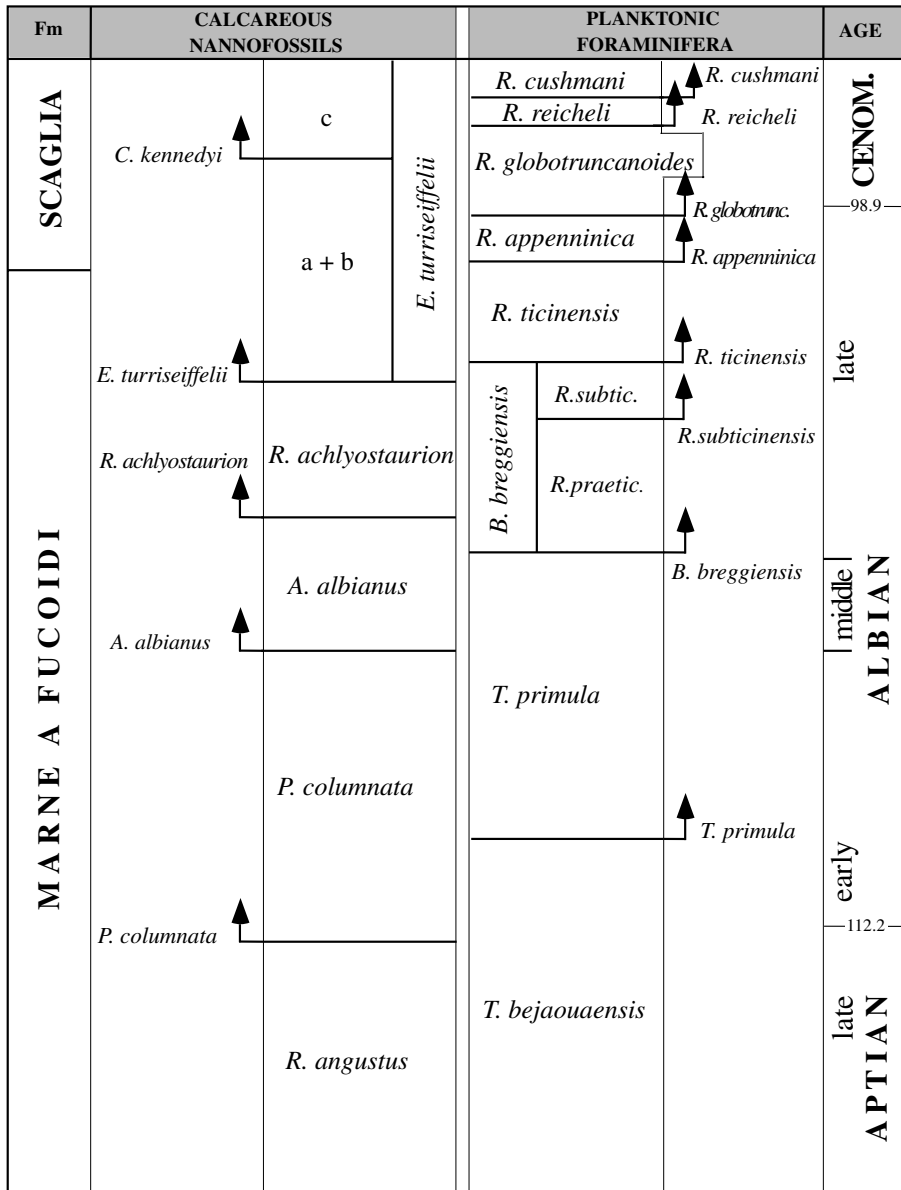 Fm
CALCAREOUS
NANNOFOSSILS
PLANKTONIC
FORAMINIFERA
AGE
SCAGLIA
MARNE A FUCOIDI
C. kennedyi
E. turriseiffelii
R. achlyostaurion
A. albianus
P. columnata
c
a + b
E. turriseiffelii
R. achlyostaurion
A. albianus
P. columnata
R. angustus
R. cushmani
R. reicheli
R. globotruncanoides
R. appenninica
R. ticinensis
B. breggiensis
R.subtic.
R.praetic.
T. primula
T. bejaouaensis
R. cushmani
R. reicheli
R.globotrunc.
R. appenninica
R. ticinensis
R.subticinensis
B. breggiensis
T. primula
CENOM.
98.9
late
middle
ALBIAN
early
112.2
late
APTIAN